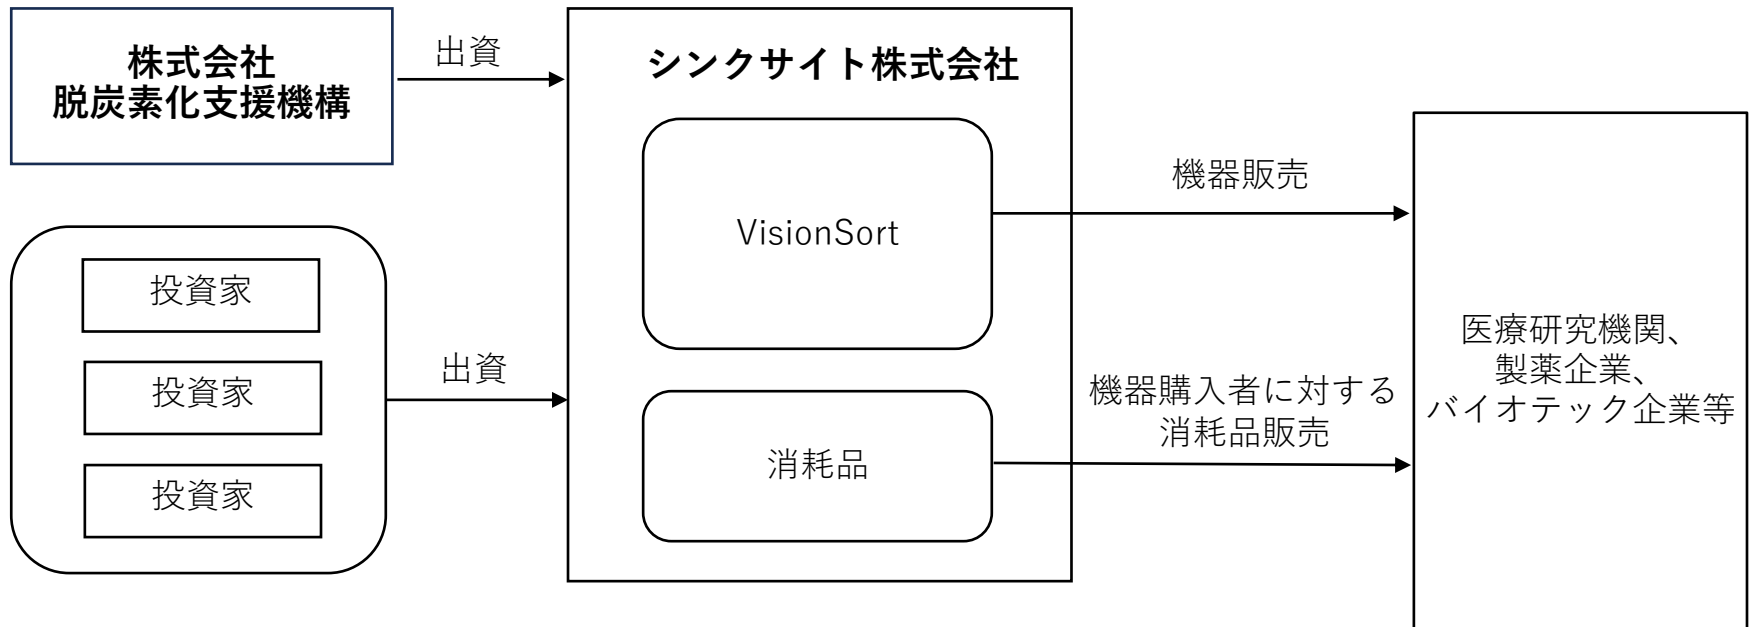 株式会社
脱炭素化支援機構
出資
シンクサイト株式会社
VisionSort
機器販売
投資家
投資家
投資家
出資
消耗品
機器購入者に対する
消耗品販売
医療研究機関、
製薬企業、
バイオテック企業等